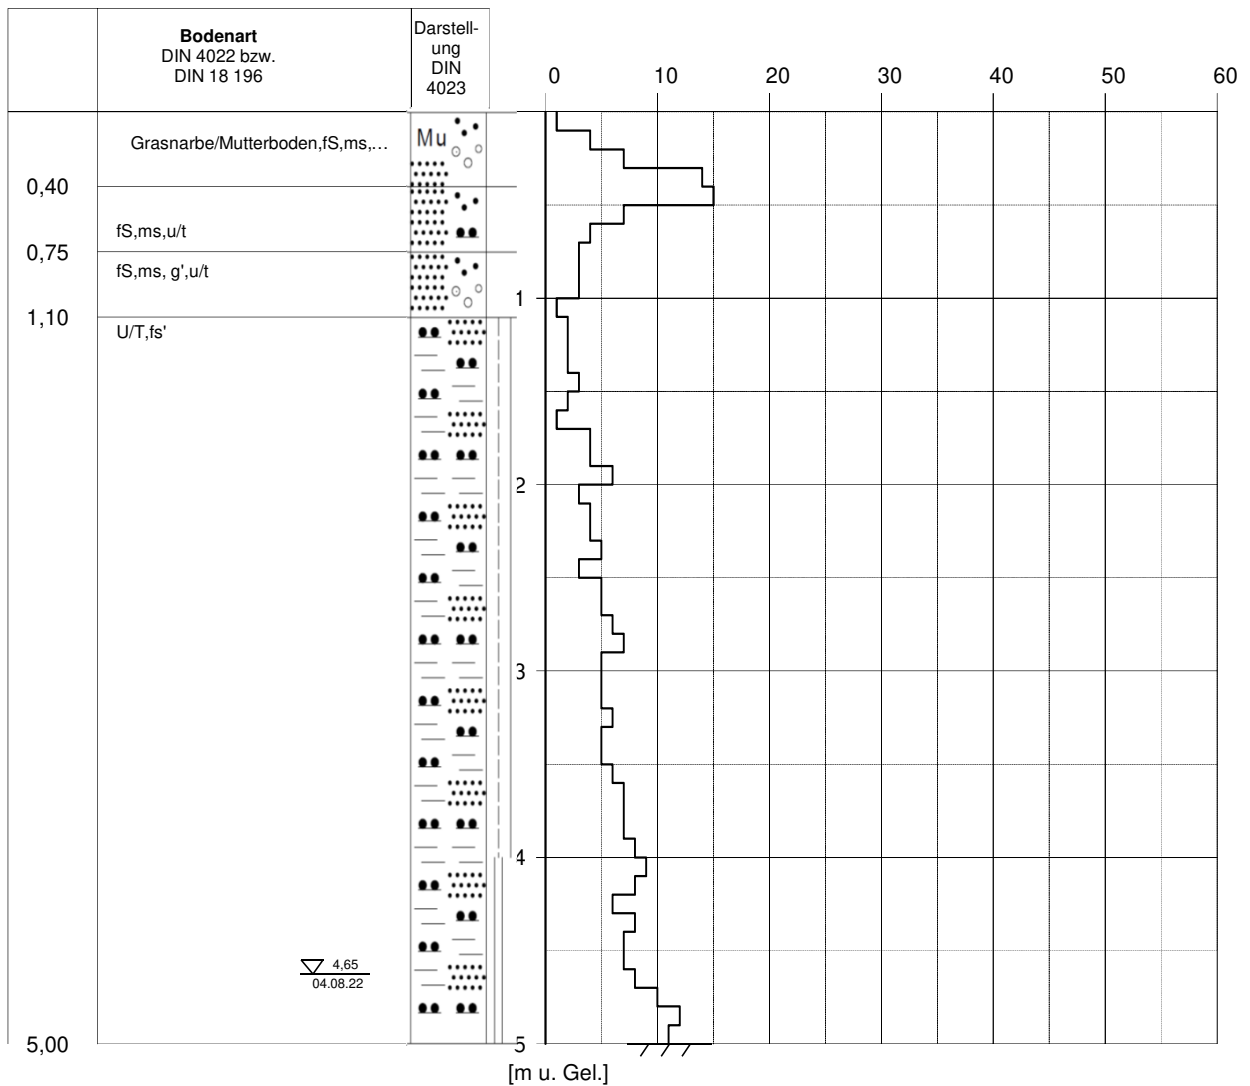 Bodenart
DIN 4022 bzw.
DIN 18 196
Darstell-
ung
DIN
4023
0 10 20 30 40 50 60
Grasnarbe/Mutterboden,fS,ms,…
Mu
0,40
fS,ms,u/t
0,75
fS,ms, g',u/t
1
1,10
U/T,fs'
2
3
4
4,65
04.08.22
5,00
5
[m u. Gel.]